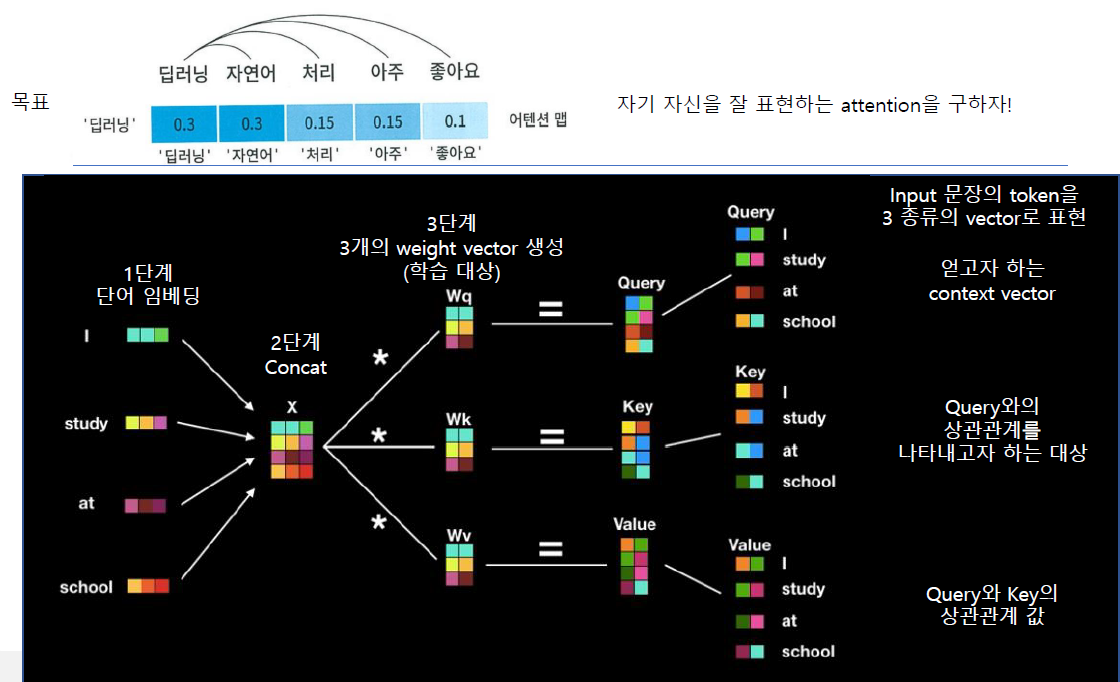 목표
딥러닝 자연어 처리 아주 좋아요
'딥러닝' 0.3 0.3 0.15 0.15 0.1 어텐션 맵
'딥러닝' '자연어' '처리' '아주' '좋아요'
자기 자신을 잘 표현하는 attention을 구하자!
1단계
단어 임베딩
I
study
at
school
2단계
Concat
X
3단계
3개의 weight vector 생성
(학습 대상)
Wq
*
=
Query
Wk
*
=
Key
Wv
*
=
Value
Query
I
study
at
school
Key
I
study
at
school
Value
I
study
at
school
Input 문장의 token을
3 종류의 vector로 표현
얻고자 하는
context vector
Query와의
상관관계를
나타내고자 하는 대상
Query와 Key의
상관관계 값